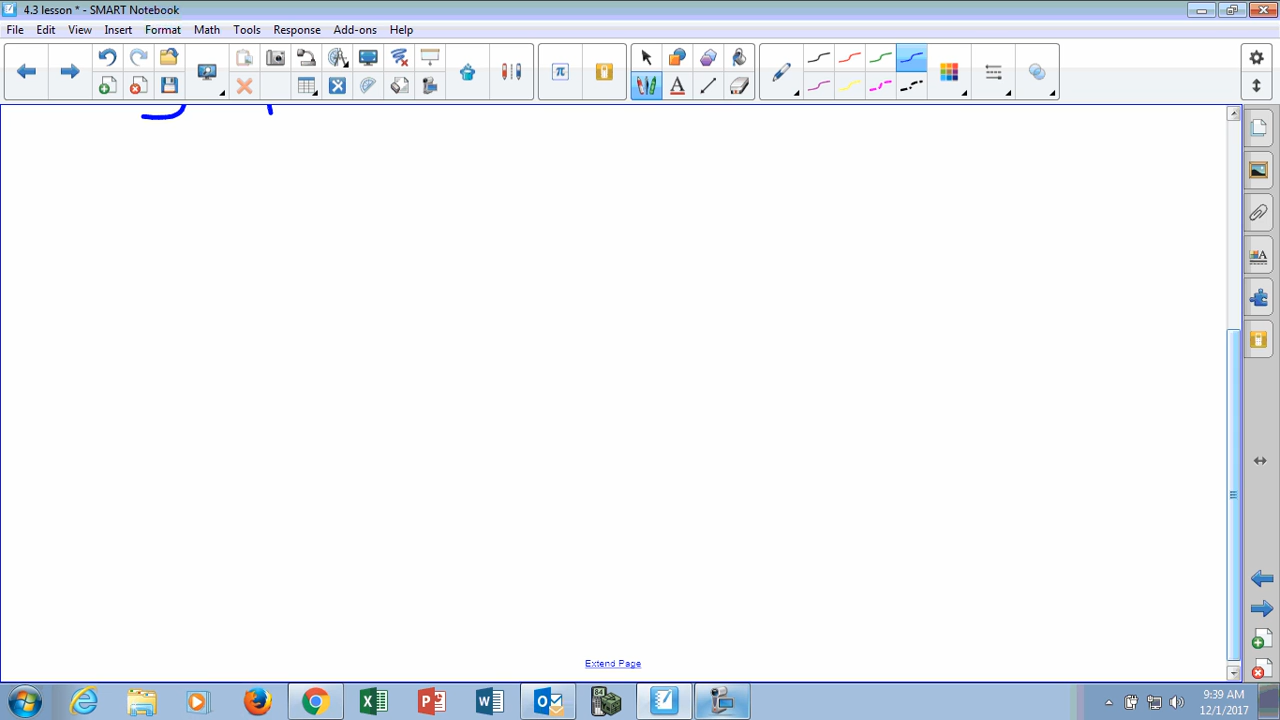 4.3 lesson * - SMART Notebook
File Edit View Insert Format Math Tools Response Add-ons Help
Extend Page
9:39 AM
12/1/2017